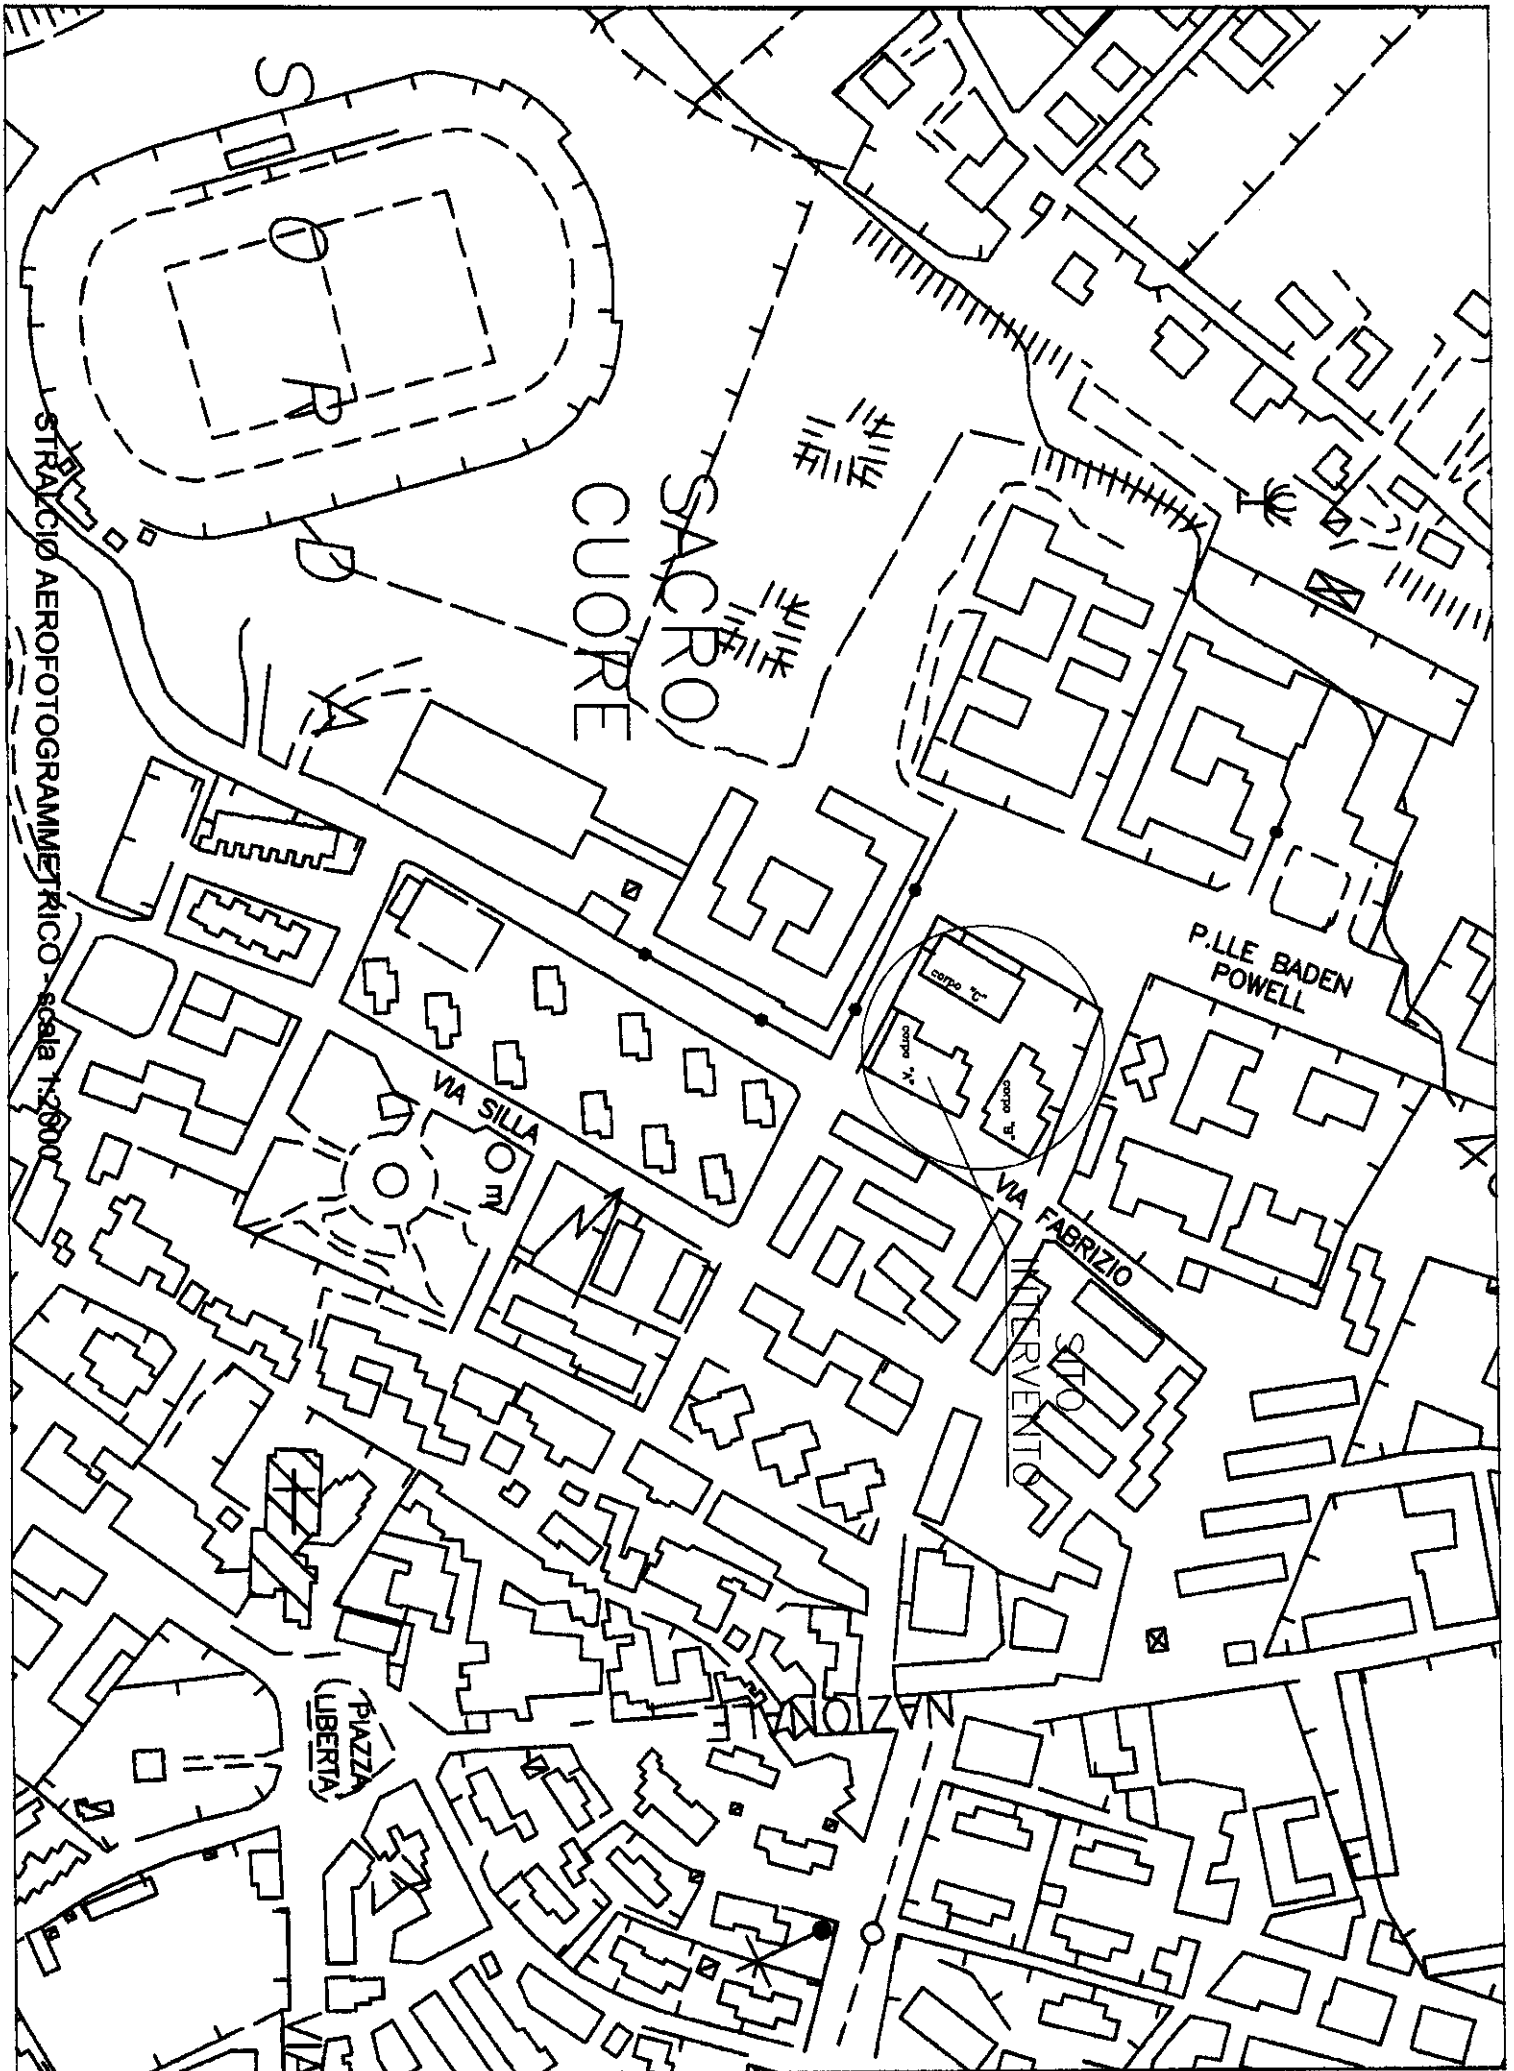 S
O
R
D
A
SACRO
CUORE
STRALCIO AEROFOTOGRAMMETRICO - scala 1:2000
P.LLE BADEN
POWELL
corpo "C"
corpo "A"
corpo "B"
VIA SILLA
VIA FABRIZIO
SITO
INTERVENTO
N
m
PIAZZA
LIBERTA'
VIA